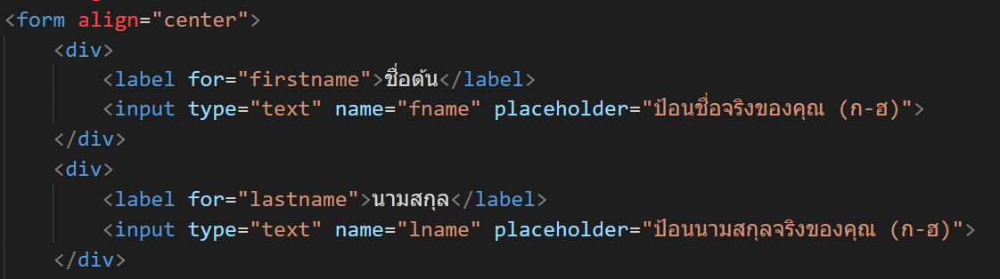 <form align="center">
<div>
<label for="firstname">ชื่อต้น</label>
<input type="text" name="fname" placeholder="ป้อนชื่อจริงของคุณ (ก-ฮ)">
</div>
<div>
<label for="lastname">นามสกุล</label>
<input type="text" name="lname" placeholder="ป้อนนามสกุลจริงของคุณ (ก-ฮ)">
</div>